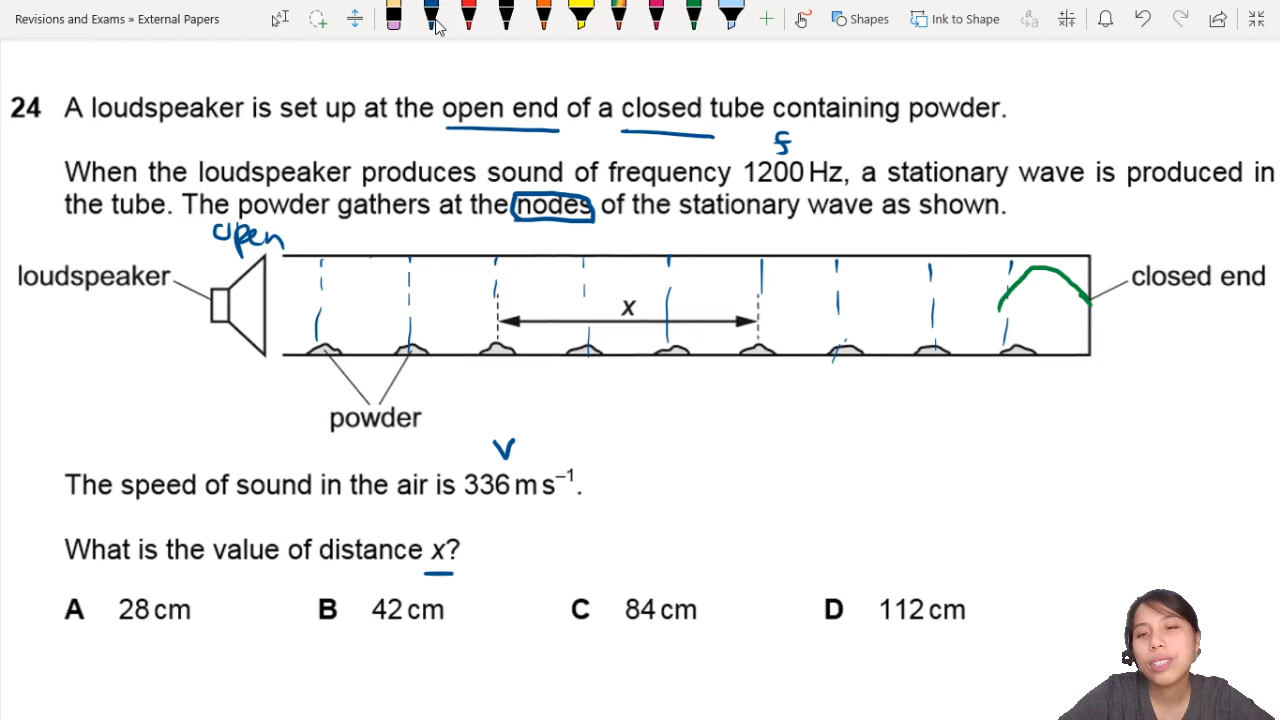 Revisions and Exams » External Papers
Shapes
Ink to Shape
24 A loudspeaker is set up at the open end of a closed tube containing powder.
f
When the loudspeaker produces sound of frequency 1200 Hz, a stationary wave is produced in
the tube. The powder gathers at the nodes of the stationary wave as shown.
open
loudspeaker
x
closed end
powder
v
The speed of sound in the air is 336 m s⁻¹.
What is the value of distance x?
A 28 cm B 42 cm C 84 cm D 112 cm